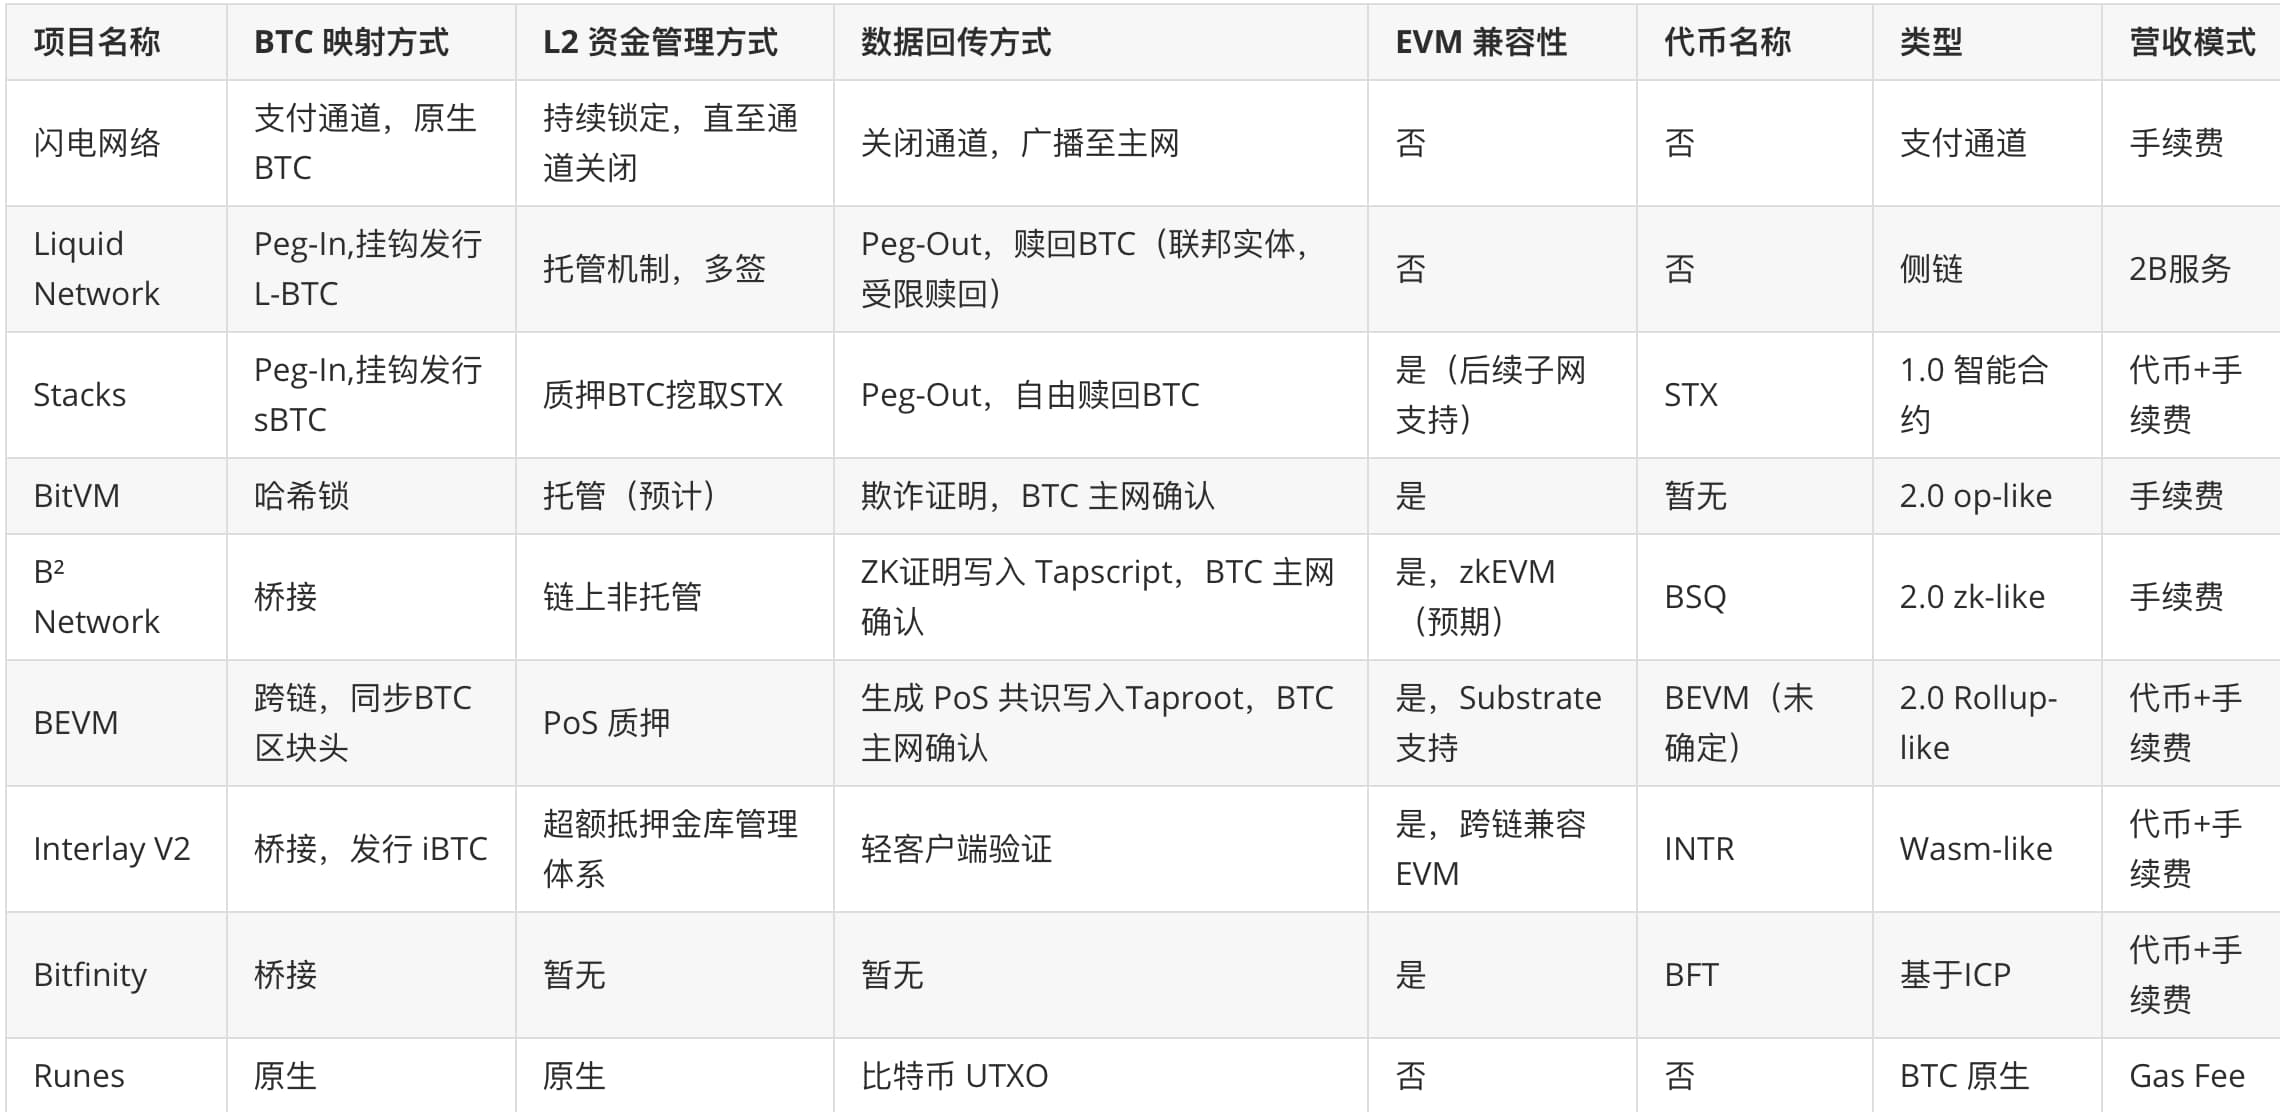 项目名称 BTC 映射方式 L2 资金管理方式 数据回传方式 EVM 兼容性 代币名称 类型 营收模式
闪电网络
支付通道，原生
BTC
持续锁定，直至通
道关闭
关闭通道，广播至主网
否
否
支付通道
手续费
Liquid
Network
Peg-In,挂钩发行
L-BTC
托管机制，多签
Peg-Out，赎回BTC（联邦实体，
受限赎回）
否
否
侧链
2B服务
Stacks
Peg-In,挂钩发行
sBTC
质押BTC挖取STX
Peg-Out，自由赎回BTC
是（后续子网
支持）
STX
1.0 智能合
约
代币+手
续费
BitVM
哈希锁
托管（预计）
欺诈证明，BTC 主网确认
是
暂无
2.0 op-like
手续费
B²
Network
桥接
链上非托管
ZK证明写入 Tapscript，BTC 主网
确认
是，zkEVM
（预期）
BSQ
2.0 zk-like
手续费
BEVM
跨链，同步BTC
区块头
PoS 质押
生成 PoS 共识写入Taproot，BTC
主网确认
是，Substrate
支持
BEVM（未
确定）
2.0 Rollup-
like
代币+手
续费
Interlay V2
桥接，发行 iBTC
超额抵押金库管理
体系
轻客户端验证
是，跨链兼容
EVM
INTR
Wasm-like
代币+手
续费
Bitfinity
桥接
暂无
暂无
是
BFT
基于ICP
代币+手
续费
Runes
原生
原生
比特币 UTXO
否
否
BTC 原生
Gas Fee